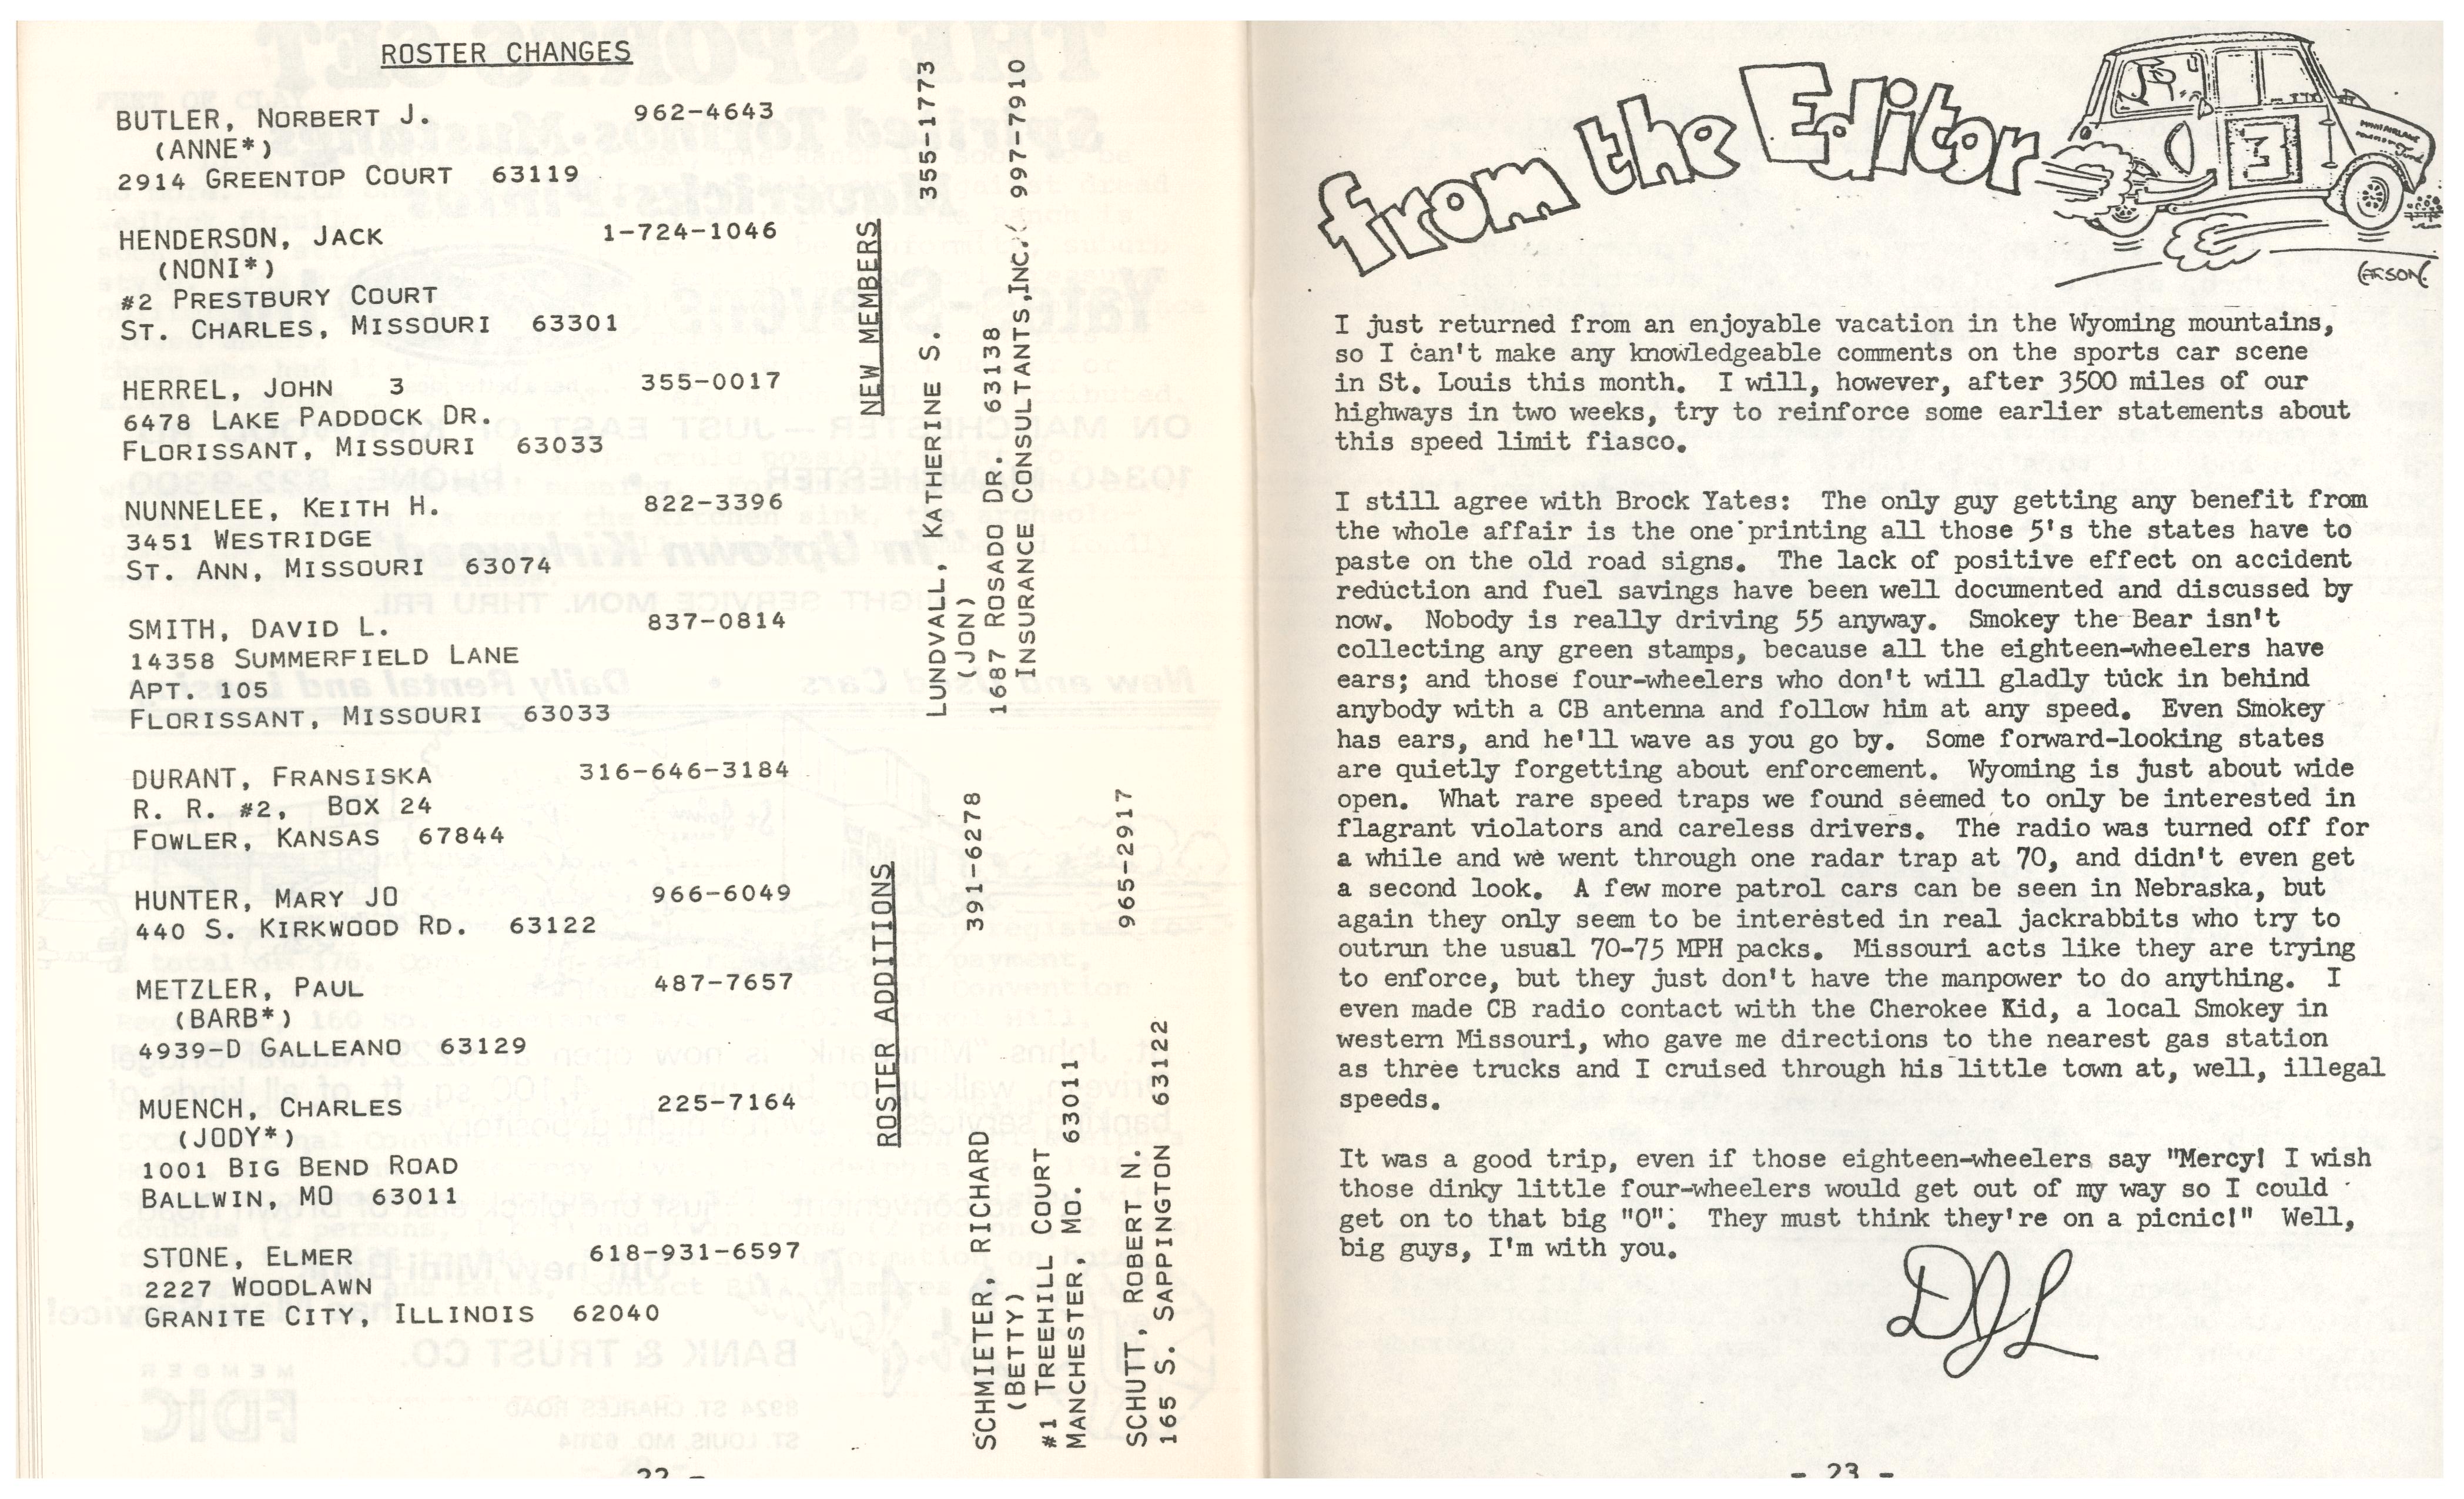 ROSTER CHANGES
BUTLER, NORBERT J. 962-4643
(ANNE*)
2914 GREENTOP COURT 63119
HENDERSON, JACK 1-724-1046
(NONI*)
#2 PRESTBURY COURT
ST. CHARLES, MISSOURI 63301
HERREL, JOHN 3 355-0017
6478 LAKE PADDOCK DR.
FLORISSANT, MISSOURI 63033
NUNNELEE, KEITH H. 822-3396
3451 WESTRIDGE
ST. ANN, MISSOURI 63074
SMITH, DAVID L. 837-0814
14358 SUMMERFIELD LANE
APT. 105
FLORISSANT, MISSOURI 63033
DURANT, FRANSISKA 316-646-3184
R. R. #2, BOX 24
FOWLER, KANSAS 67844
HUNTER, MARY JO 966-6049
440 S. KIRKWOOD RD. 63122
METZLER, PAUL 487-7657
(BARB*)
4939-D GALLEANO 63129
MUENCH, CHARLES 225-7164
(JODY*)
1001 BIG BEND ROAD
BALLWIN, MO 63011
STONE, ELMER 618-931-6597
2227 WOODLAWN
GRANITE CITY, ILLINOIS 62040
NEW MEMBERS
LUNDVALL, KATHERINE S. 355-1773
(JON)
1687 ROSADO DR. 63138
INSURANCE CONSULTANTS,INC.( 997-7910
ROSTER ADDITIONS
SCHMIETER, RICHARD 391-6278
(BETTY)
#1 TREEHILL COURT
MANCHESTER, MO. 63011
SCHUTT, ROBERT N. 965-2917
165 S. SAPPINGTON 63122
22 -
from the Editor
3
CARSON.
I just returned from an enjoyable vacation in the Wyoming mountains,
so I can't make any knowledgeable comments on the sports car scene
in St. Louis this month. I will, however, after 3500 miles of our
highways in two weeks, try to reinforce some earlier statements about
this speed limit fiasco.
I still agree with Brock Yates: The only guy getting any benefit from
the whole affair is the one printing all those 5's the states have to
paste on the old road signs. The lack of positive effect on accident
reduction and fuel savings have been well documented and discussed by
now. Nobody is really driving 55 anyway. Smokey the Bear isn't
collecting any green stamps, because all the eighteen-wheelers have
ears; and those four-wheelers who don't will gladly tuck in behind
anybody with a CB antenna and follow him at any speed. Even Smokey
has ears, and he'll wave as you go by. Some forward-looking states
are quietly forgetting about enforcement. Wyoming is just about wide
open. What rare speed traps we found seemed to only be interested in
flagrant violators and careless drivers. The radio was turned off for
a while and we went through one radar trap at 70, and didn't even get
a second look. A few more patrol cars can be seen in Nebraska, but
again they only seem to be interested in real jackrabbits who try to
outrun the usual 70-75 MPH packs. Missouri acts like they are trying
to enforce, but they just don't have the manpower to do anything. I
even made CB radio contact with the Cherokee Kid, a local Smokey in
western Missouri, who gave me directions to the nearest gas station
as three trucks and I cruised through his little town at, well, illegal
speeds.
It was a good trip, even if those eighteen-wheelers say "Mercy! I wish
those dinky little four-wheelers would get out of my way so I could
get on to that big "O". They must think they're on a picnic!" Well,
big guys, I'm with you.
DJL
- 23 -